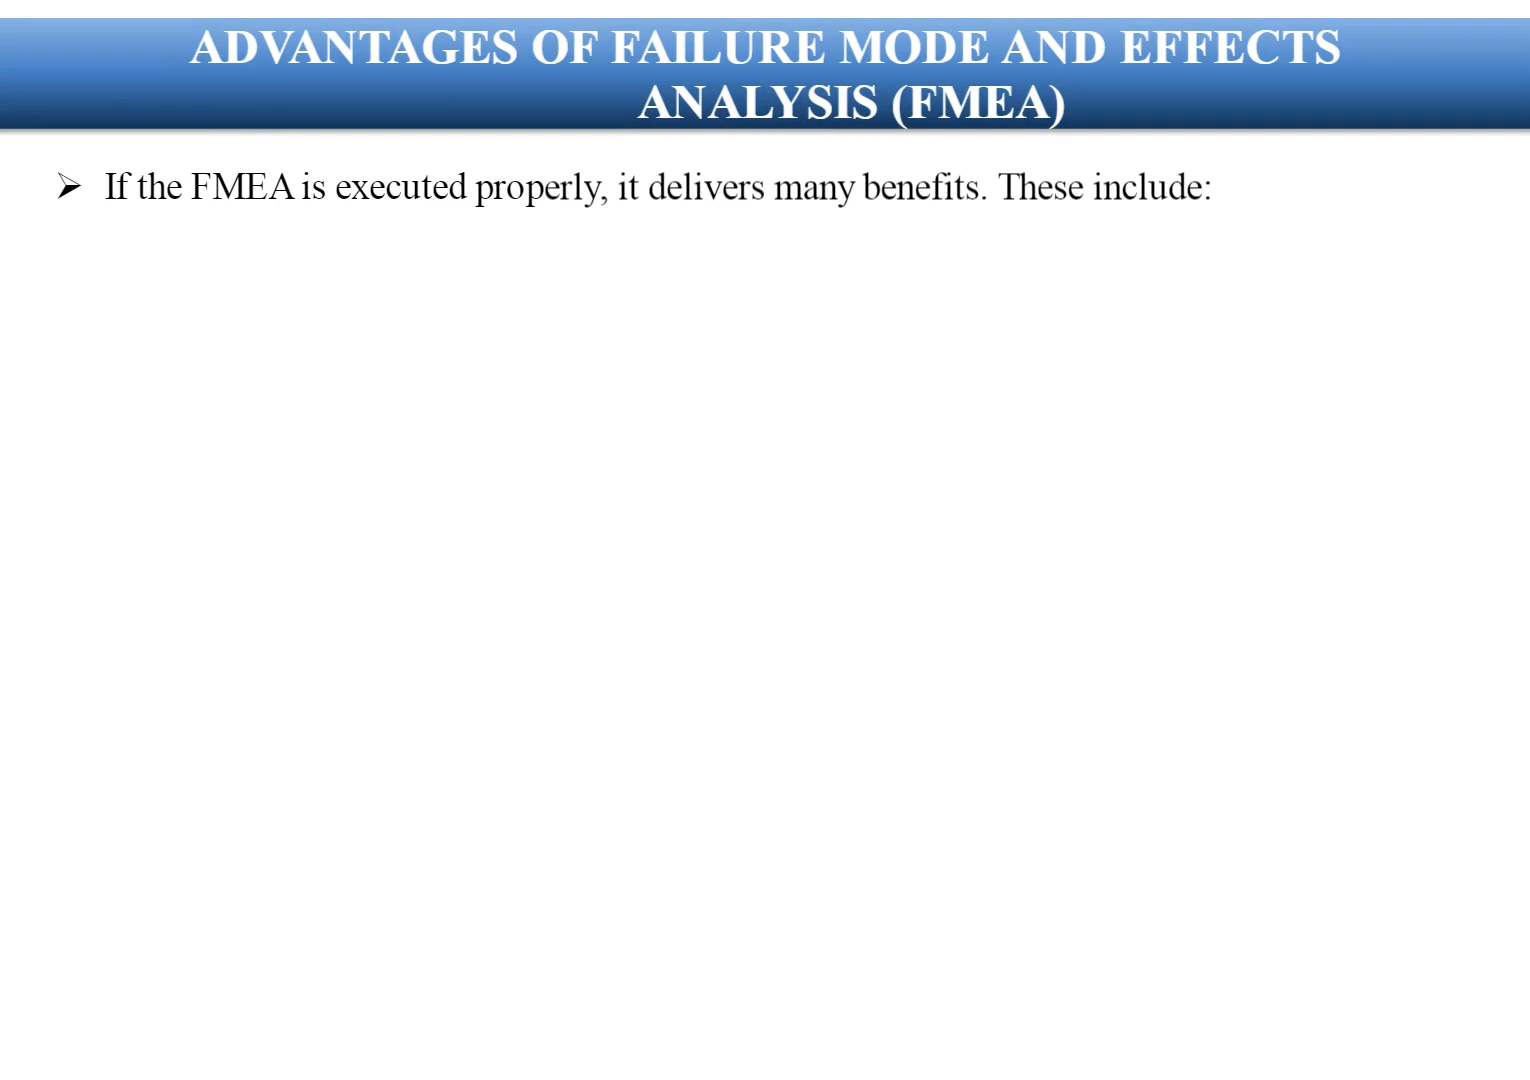 ADVANTAGES OF FAILURE MODE AND EFFECTS
ANALYSIS (FMEA)
➢ If the FMEA is executed properly, it delivers many benefits. These include: